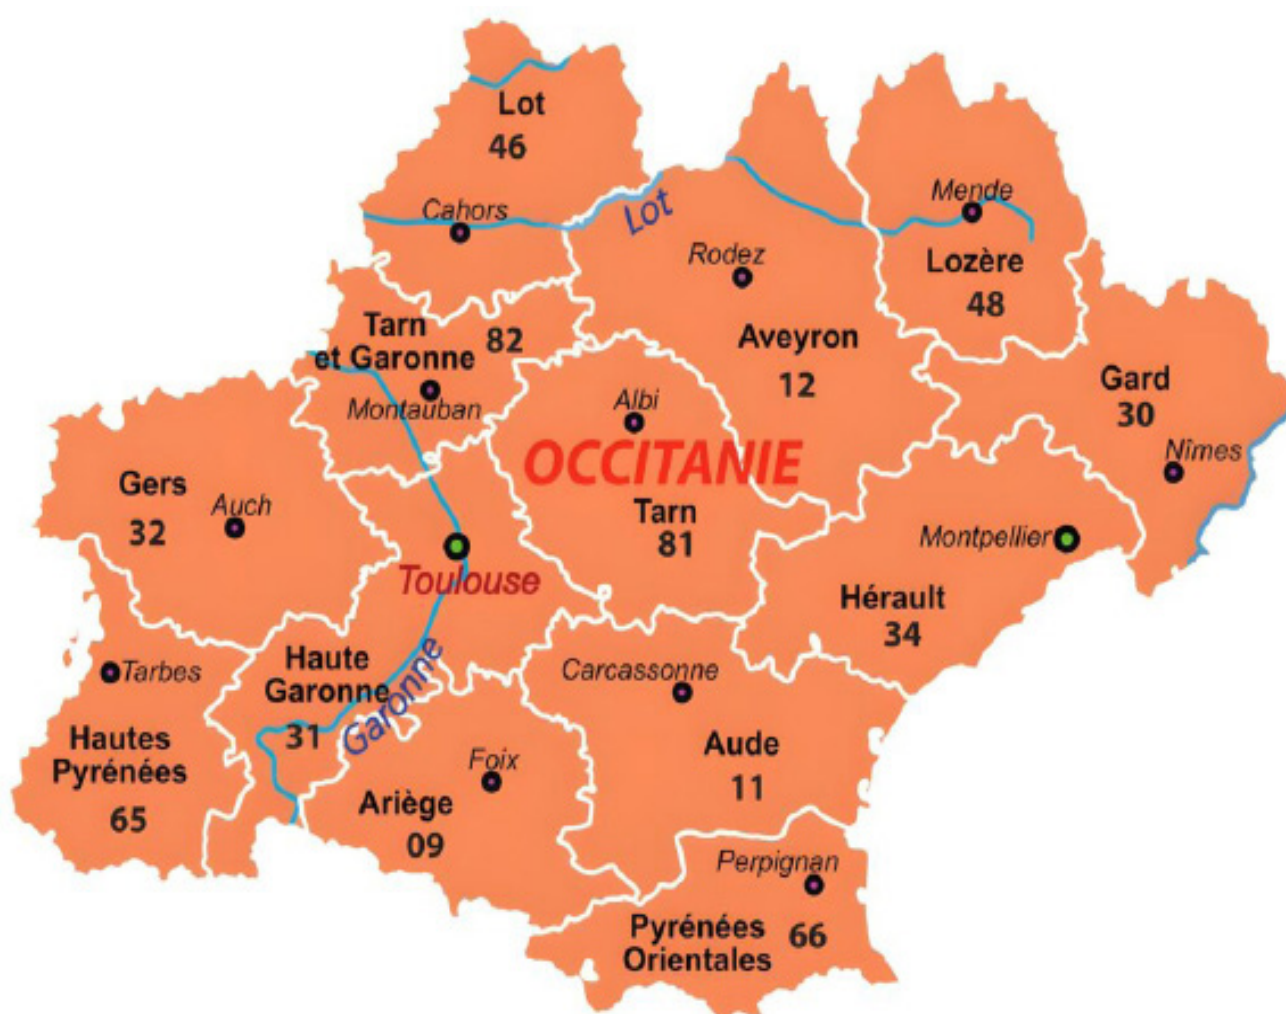 Lot
46
Cahors
Lot
Mende
Rodez
Lozère
48
Tarn
et Garonne
82
Montauban
Aveyron
12
Gard
30
Nîmes
Albi
OCCITANIE
Tarn
81
Gers
32
Auch
Toulouse
Montpellier
Hérault
34
Tarbes
Haute
Garonne
31
Garonne
Carcassonne
Aude
11
Hautes
Pyrénées
65
Foix
Ariège
09
Perpignan
Pyrénées
Orientales
66